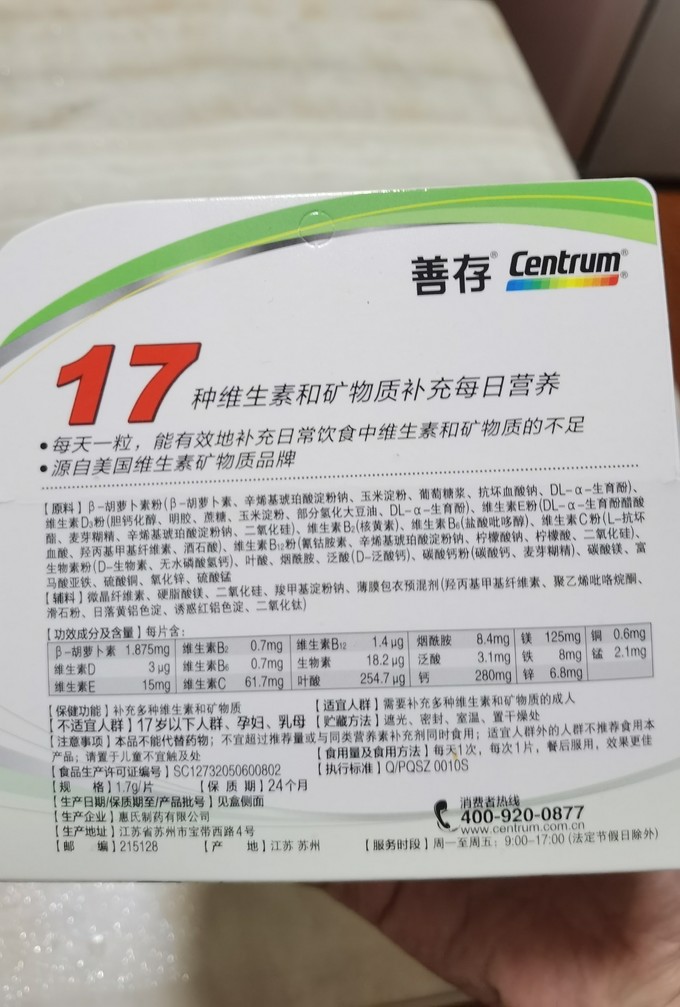 善存® Centrum®
17种维生素和矿物质补充每日营养
•每天一粒，能有效地补充日常饮食中维生素和矿物质的不足
•源自美国维生素矿物质品牌
【原料】β-胡萝卜素粉(β-胡萝卜素、辛烯基琥珀酸淀粉钠、玉米淀粉、葡萄糖浆、抗坏血酸钠、DL-α-生育酚)、
维生素D₃粉(胆钙化醇、明胶、蔗糖、玉米淀粉、部分氢化大豆油、DL-α-生育酚)、维生素E粉(DL-α-生育酚醋酸
酯、麦芽糊精、辛烯基琥珀酸淀粉钠、二氧化硅)、维生素B₂(核黄素)、维生素B₆(盐酸吡哆醇)、维生素C粉(L-抗坏
血酸、羟丙基甲基纤维素、酒石酸)、维生素B₁₂粉(氰钴胺素、辛烯基琥珀酸淀粉钠、柠檬酸钠、柠檬酸、二氧化硅)、
生物素粉(D-生物素、无水磷酸氢钙)、叶酸、烟酰胺、泛酸(D-泛酸钙)、碳酸钙粉(碳酸钙、麦芽糊精)、碳酸镁、富
马酸亚铁、硫酸铜、氧化锌、硫酸锰
【辅料】微晶纤维素、硬脂酸镁、二氧化硅、羧甲基淀粉钠、薄膜包衣预混剂(羟丙基甲基纤维素、聚乙烯吡咯烷酮、
滑石粉、日落黄铝色淀、诱惑红铝色淀、二氧化钛)
【功效成分及含量】每片含：
β-胡萝卜素 1.875mg 维生素B₂ 0.7mg 维生素B₁₂ 1.4μg 烟酰胺 8.4mg 镁 125mg 铜 0.6mg
维生素D 3μg 维生素B₆ 0.7mg 生物素 18.2μg 泛酸 3.1mg 铁 8mg 锰 2.1mg
维生素E 15mg 维生素C 61.7mg 叶酸 254.7μg 钙 280mg 锌 6.8mg
【保健功能】补充多种维生素和矿物质 【适宜人群】需要补充多种维生素和矿物质的成人
【不适宜人群】17岁以下人群、孕妇、乳母 【贮藏方法】遮光、密封、室温、置干燥处
【注意事项】本品不能代替药物；不宜超过推荐量或与同类营养素补充剂同时食用；适宜人群外的人群不推荐食用本
产品；请置于儿童不宜触及处 【食用量及食用方法】每天1次，每次1片，餐后服用，效果更佳
【食品生产许可证编号】SC12732050600802 【执行标准】Q/PQSZ 0010S
【规 格】1.7g/片 【保 质 期】24个月
【生产日期/保质期至/产品批号】见盒侧面
【生产企业】惠氏制药有限公司
【生产地址】江苏省苏州市宝带西路4号
【邮 编】215128 【产 地】江苏 苏州
消费者热线
400-920-0877
www.centrum.com.cn
【服务时段】周一至周五：9:00-17:00 (法定节假日除外)